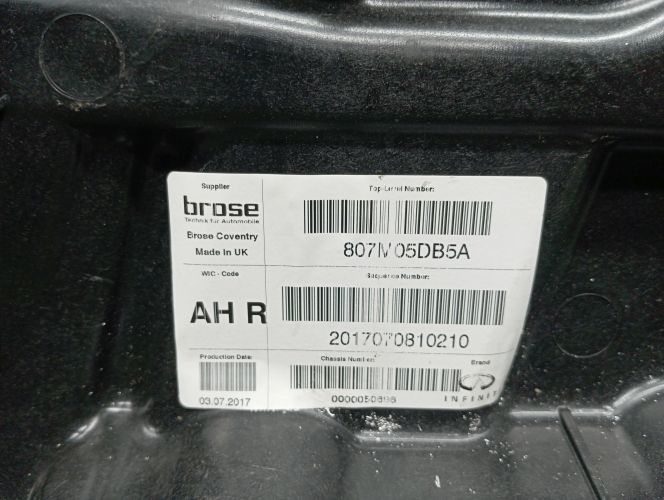 Supplier
brose
Technik für Automobile
Brose Coventry
Made in UK
Top-Level Number:
807M05DB5A
WIC - Code
AH R
Sequence Number:
2017070810210
Production Date:
03.07.2017
Chassis Number:
Brand
INFINITI